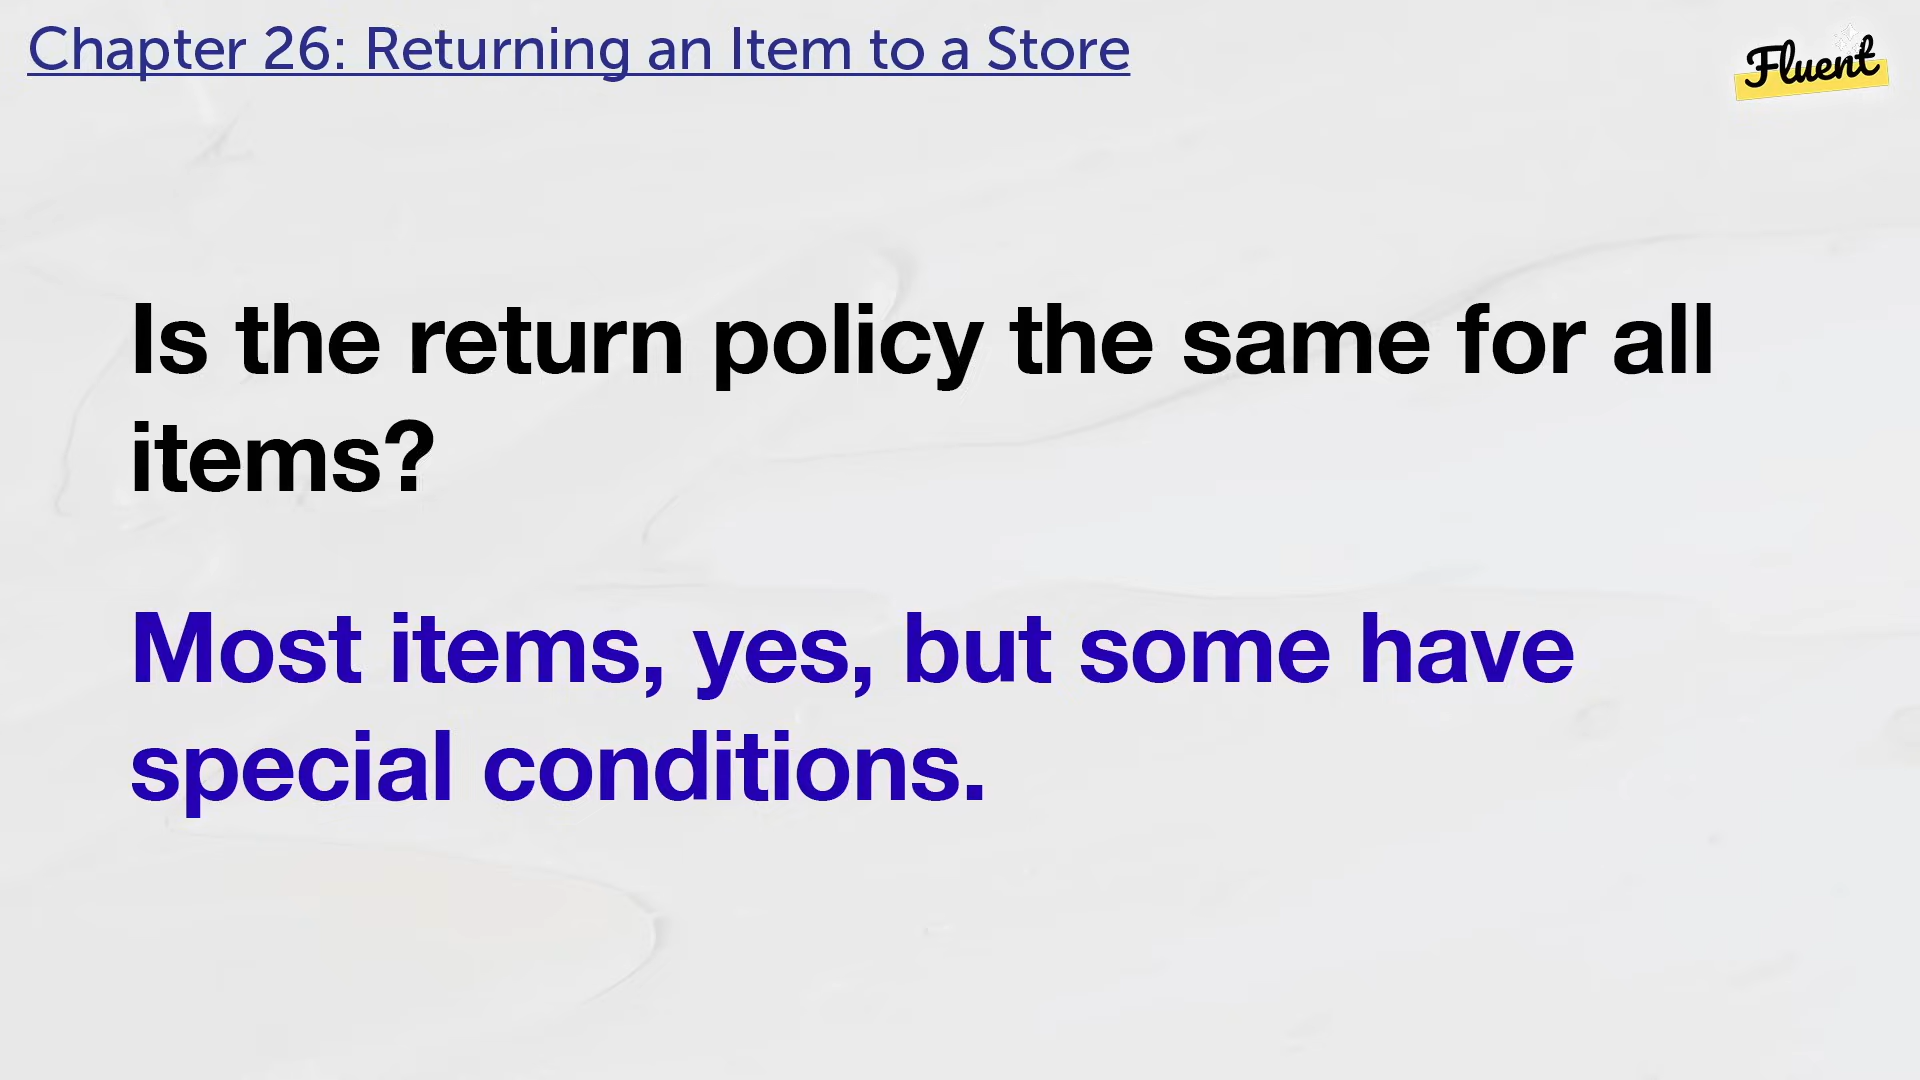 Chapter 26: Returning an Item to a Store
Fluent
Is the return policy the same for all
items?
Most items, yes, but some have
special conditions.